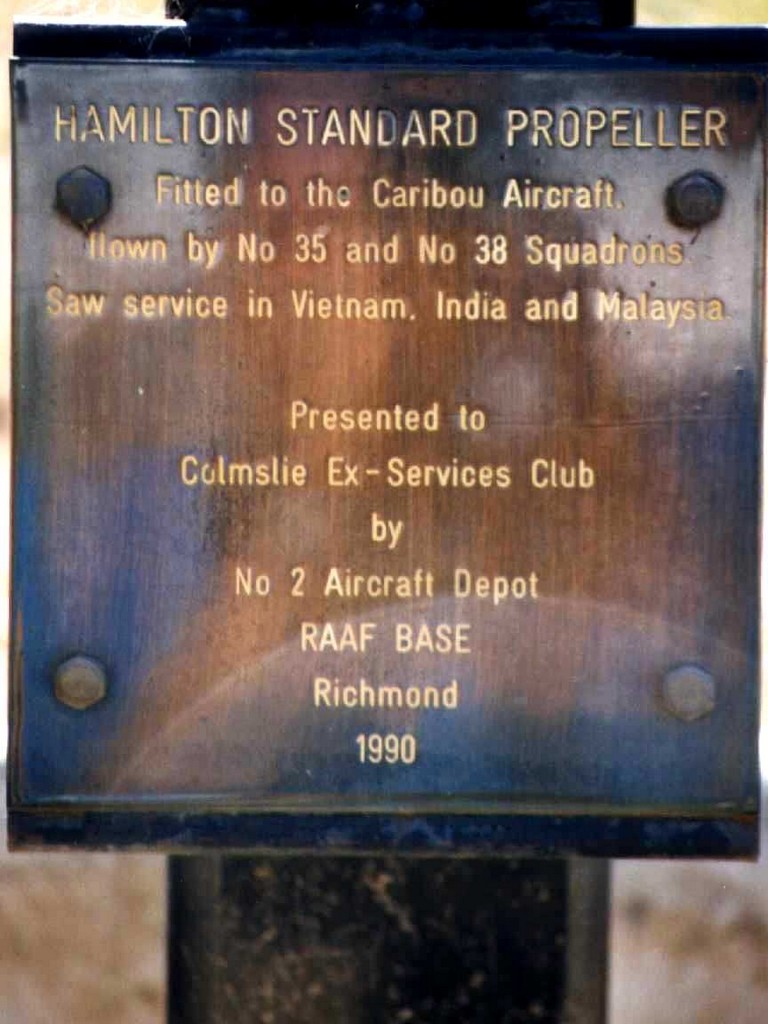 HAMILTON STANDARD PROPELLER
Fitted to the Caribou Aircraft.
flown by No 35 and No 38 Squadrons.
Saw service in Vietnam. India and Malaysia.
Presented to
Colmslie Ex-Services Club
by
No 2 Aircraft Depot
RAAF BASE
Richmond
1990